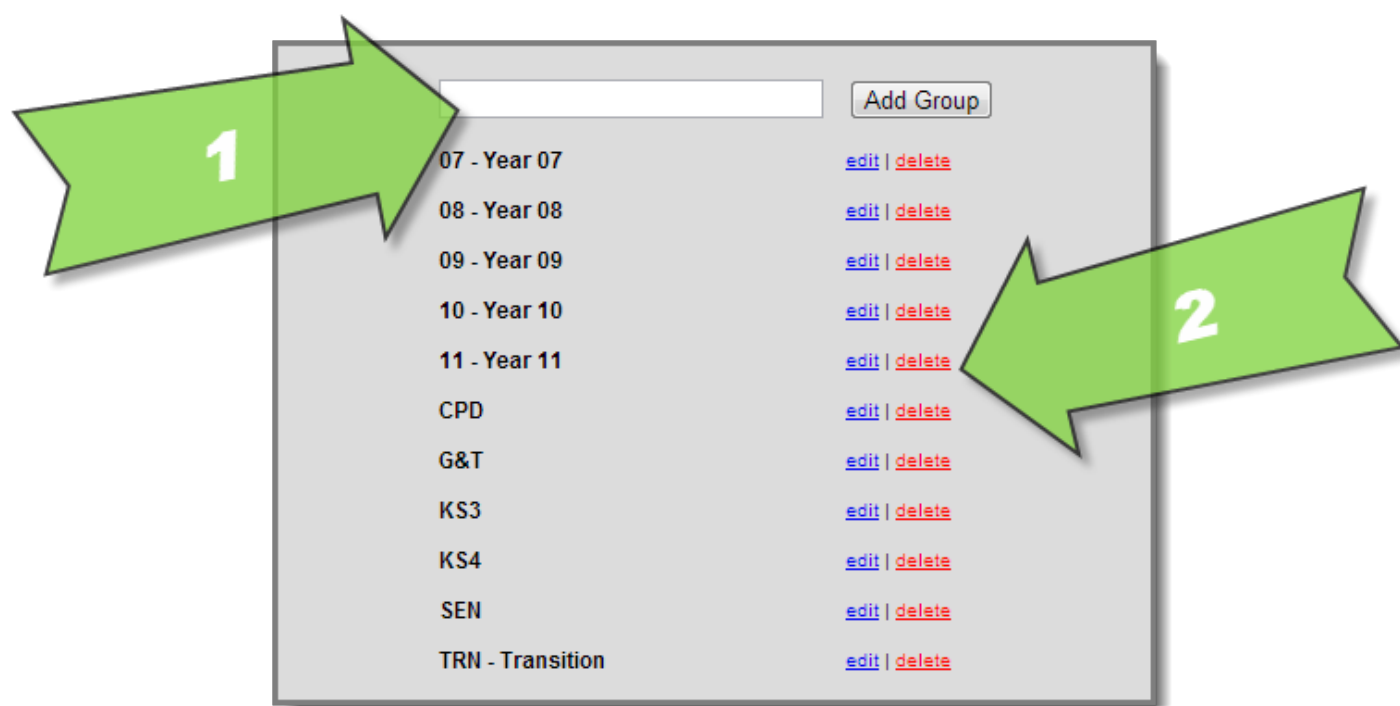 Add Group
1
07 - Year 07 edit | delete
08 - Year 08 edit | delete
09 - Year 09 edit | delete
10 - Year 10 edit | delete
2
11 - Year 11 edit | delete
CPD edit | delete
G&T edit | delete
KS3 edit | delete
KS4 edit | delete
SEN edit | delete
TRN - Transition edit | delete